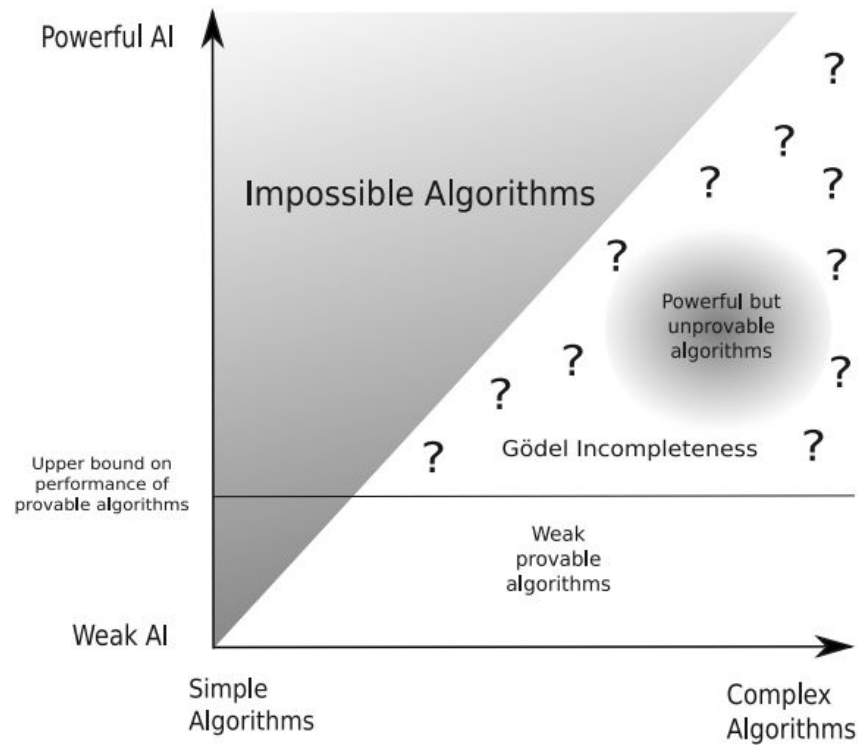 Powerful AI
?
?
Impossible Algorithms
?
?
?
?
Powerful but
unprovable
algorithms
?
?
?
?
?
Gödel Incompleteness
Upper bound on
performance of
provable algorithms
Weak
provable
algorithms
Weak AI
Simple
Algorithms
Complex
Algorithms